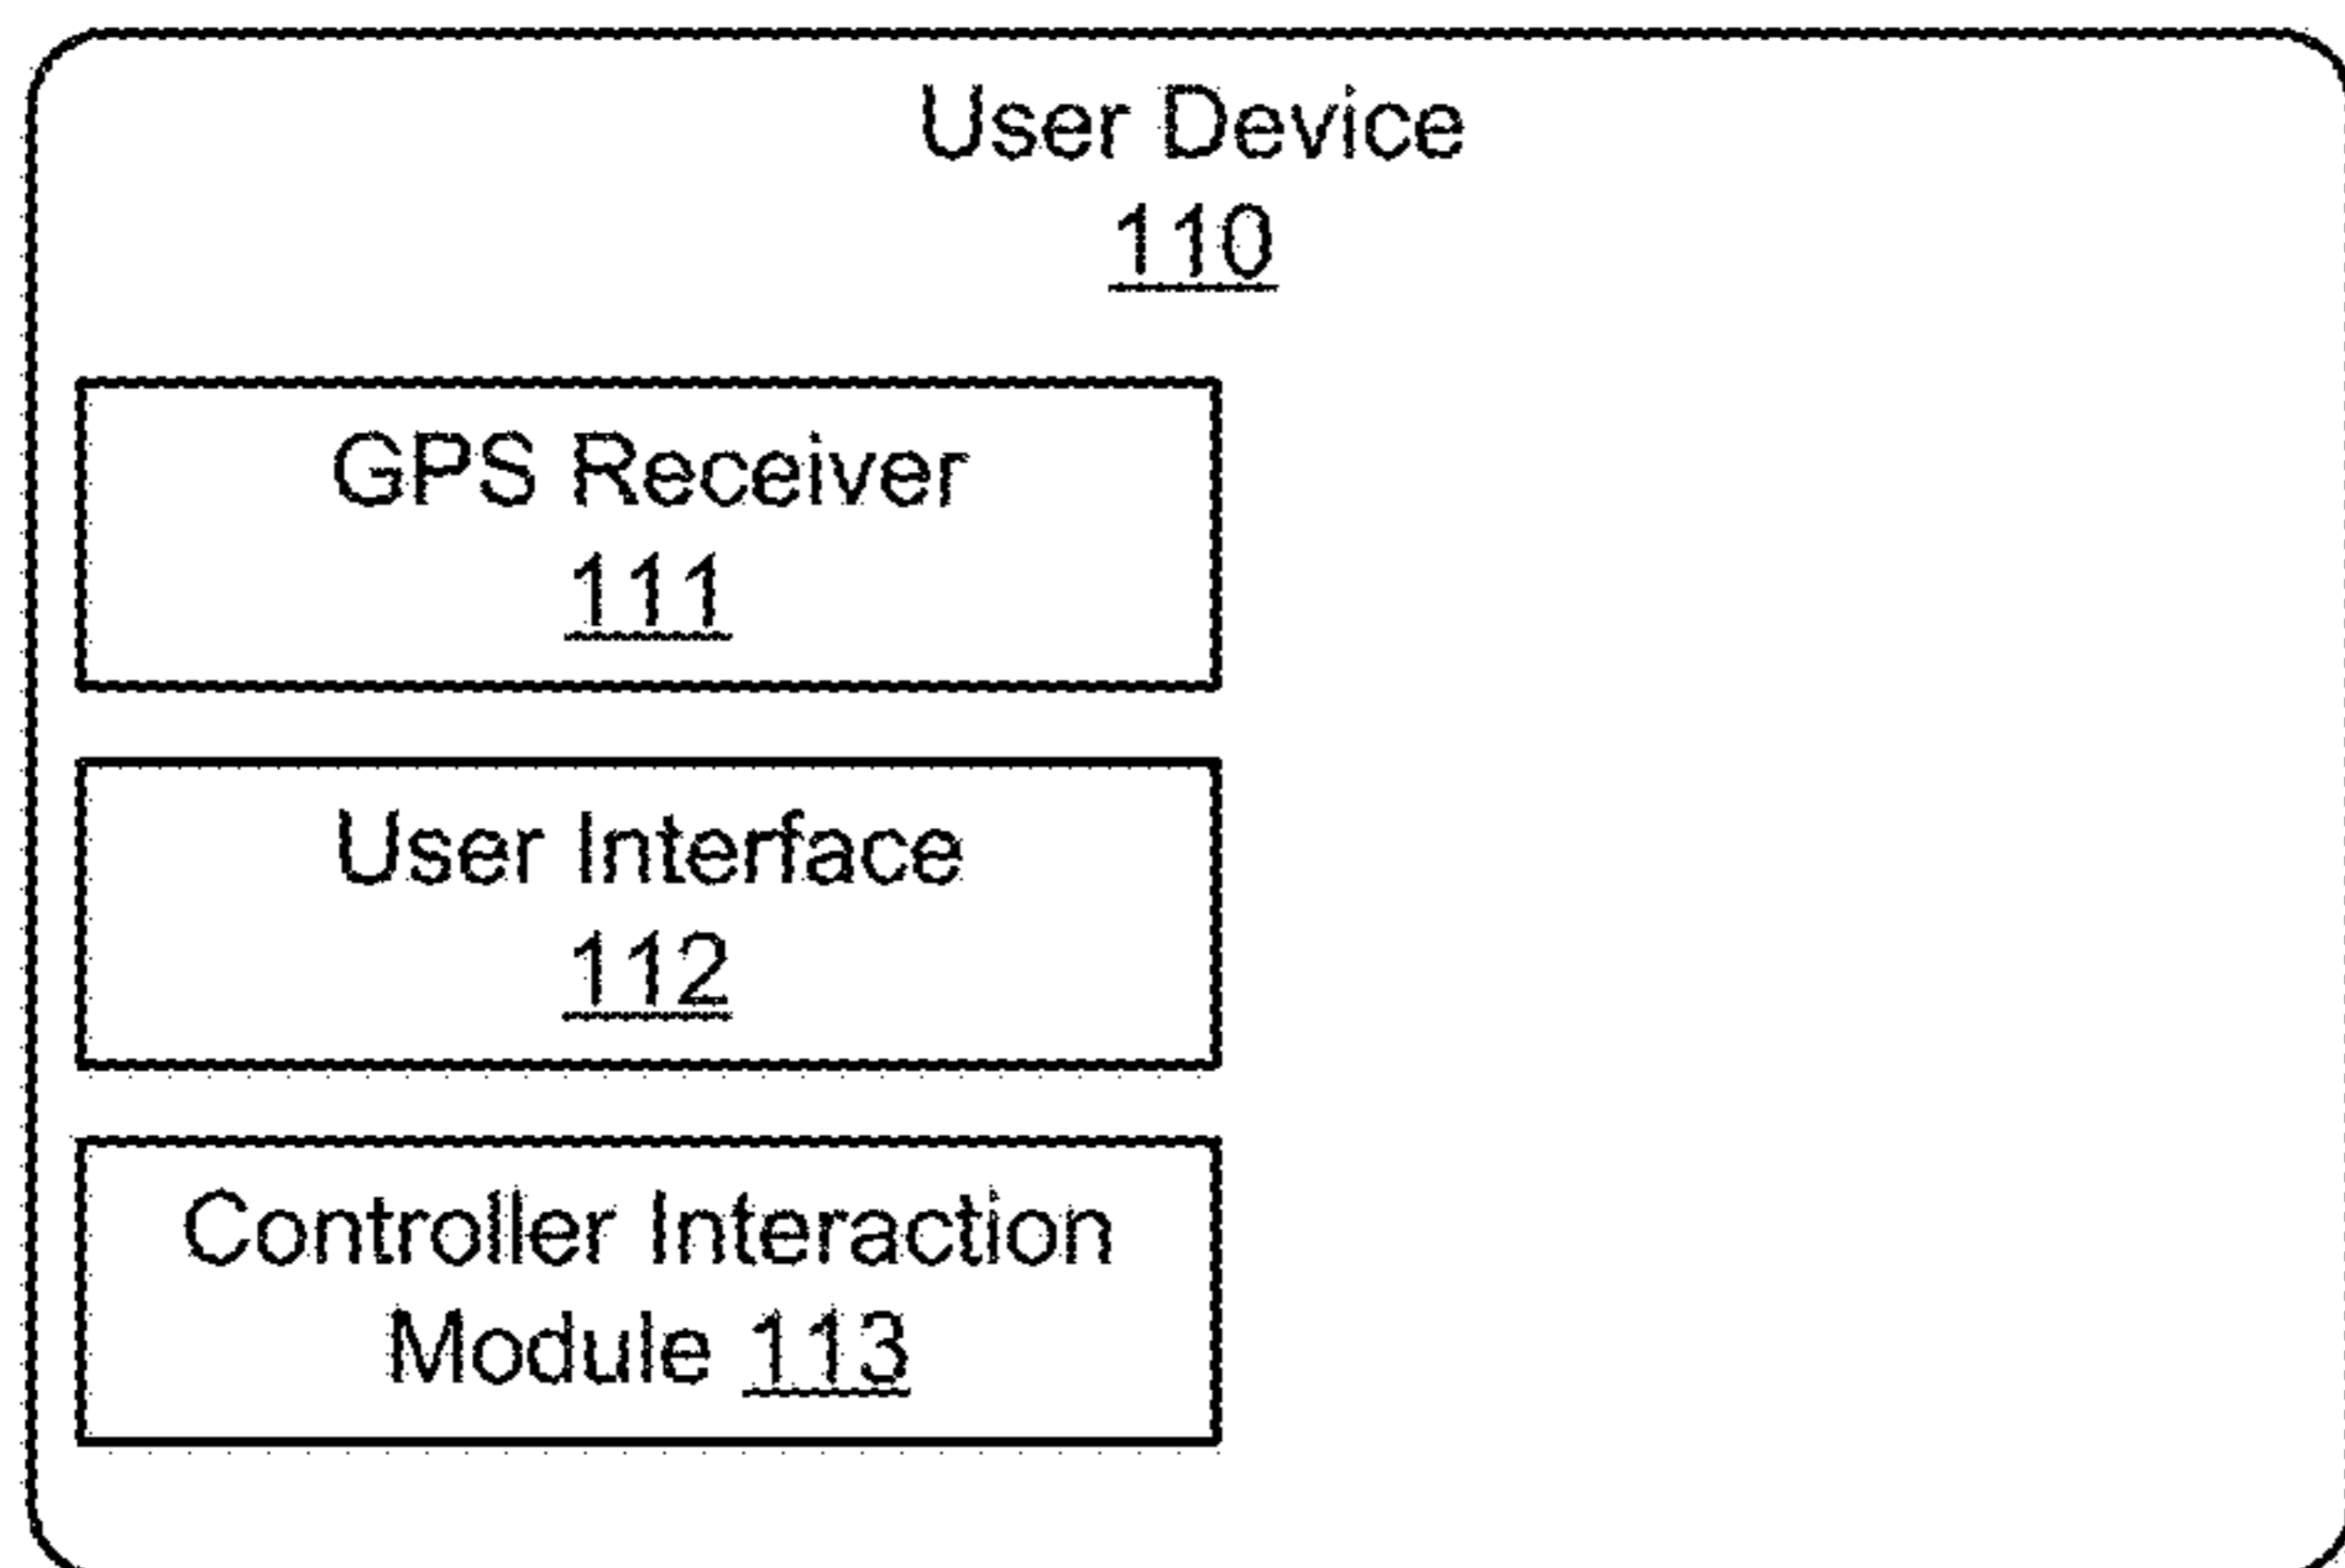 User Device
110
GPS Receiver
111
User Interface
112
Controller Interaction
Module 113